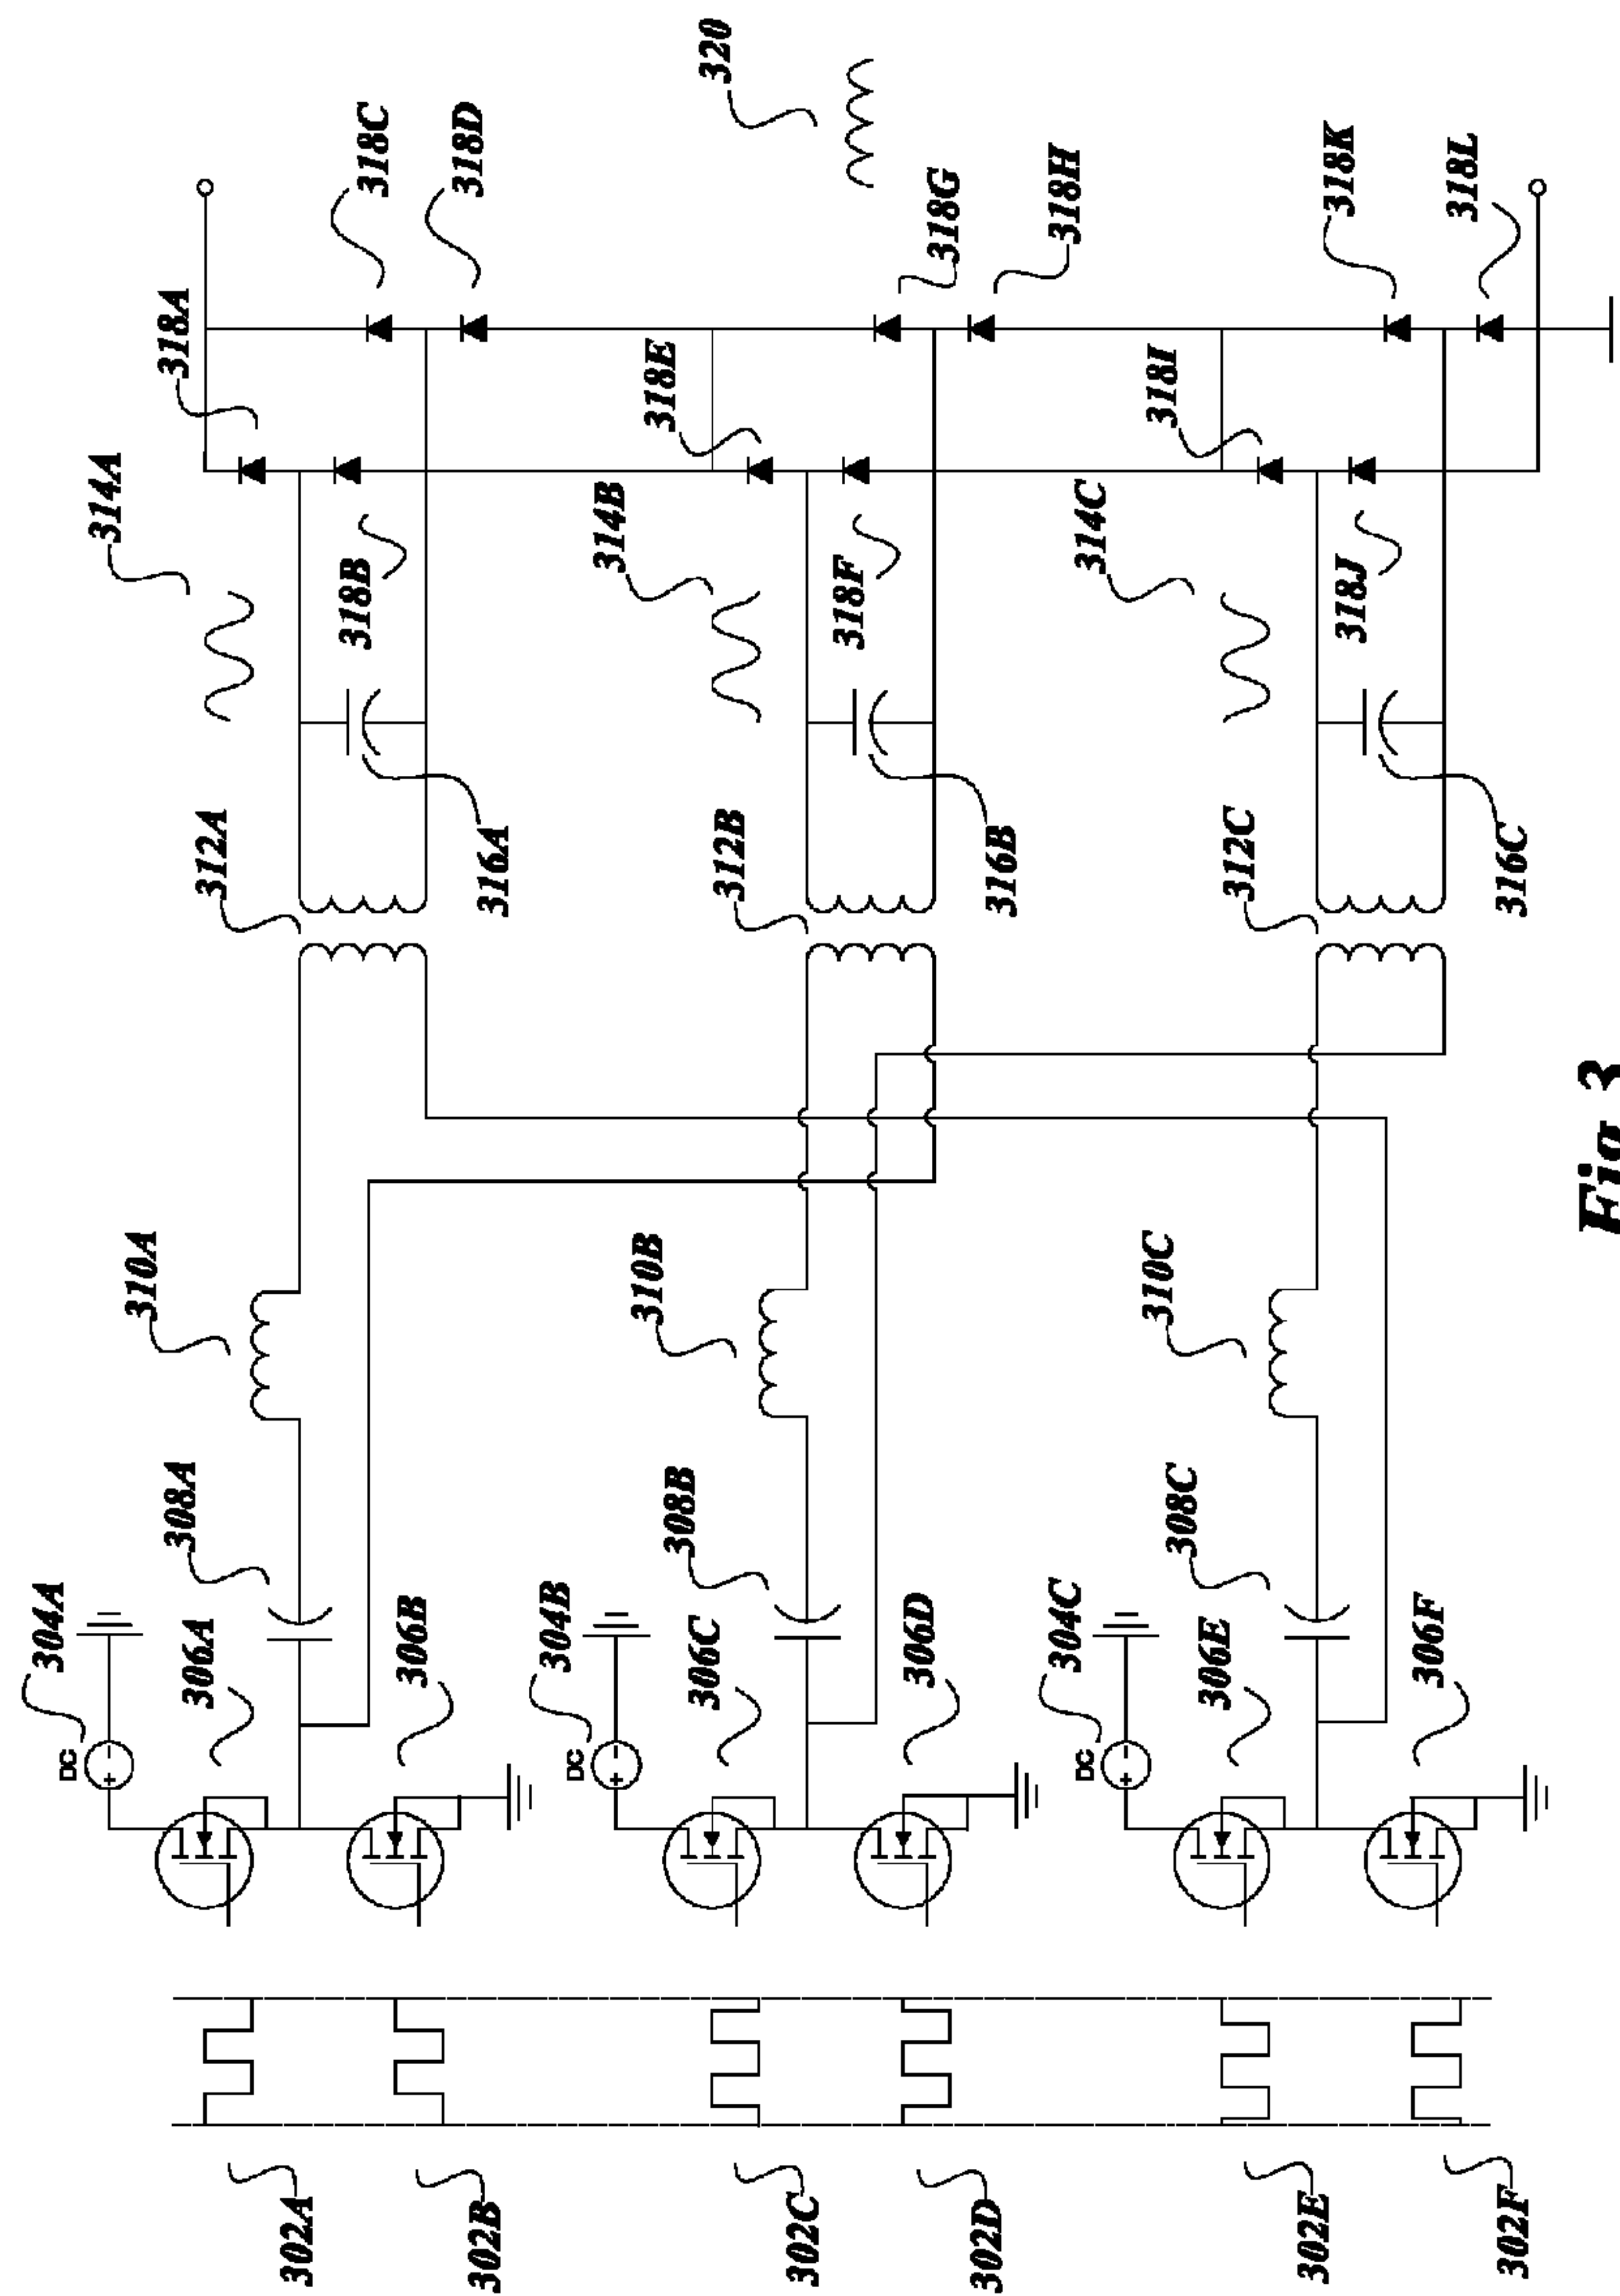 302A
302B
302C
302D
302E
302F
304A
DC
+
-
306A
306B
308A
310A
312A
314A
316A
318A
318B
318C
318D
304B
DC
+
-
306C
306D
308B
310B
312B
314B
316B
318E
318F
318G
318H
320
304C
DC
+
-
306E
306F
308C
310C
312C
314C
316C
318I
318J
318K
318L
Fig. 3